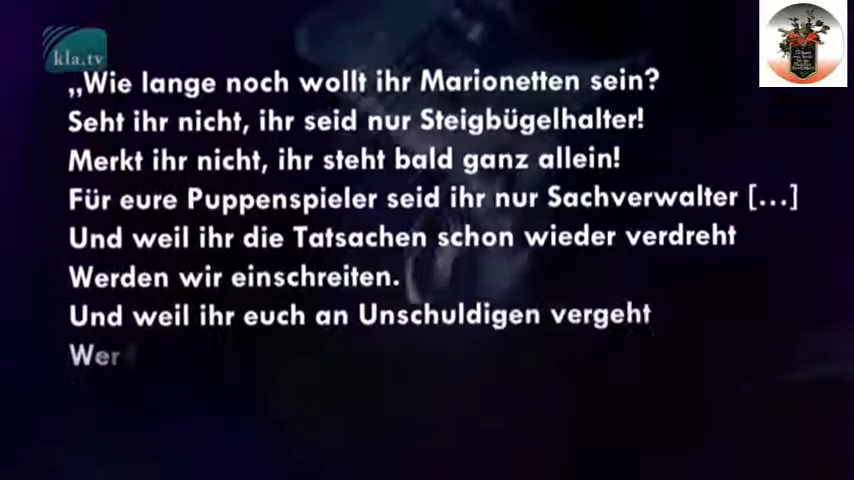 kla.tv
„Wie lange noch wollt ihr Marionetten sein?
Seht ihr nicht, ihr seid nur Steigbügelhalter!
Merkt ihr nicht, ihr steht bald ganz allein!
Für eure Puppenspieler seid ihr nur Sachverwalter [...]
Und weil ihr die Tatsachen schon wieder verdreht
Werden wir einschreiten.
Und weil ihr euch an Unschuldigen vergeht
Wer